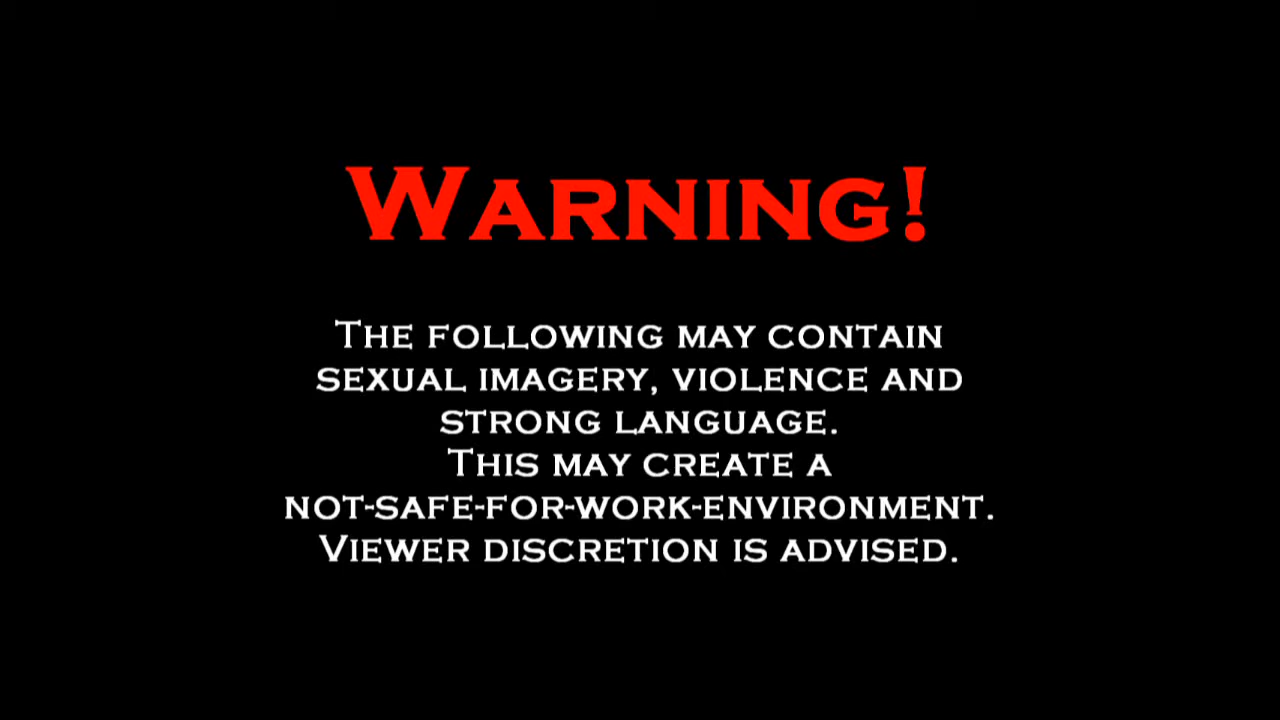 Warning!
The following may contain
sexual imagery, violence and
strong language.
This may create a
not-safe-for-work-environment.
Viewer discretion is advised.